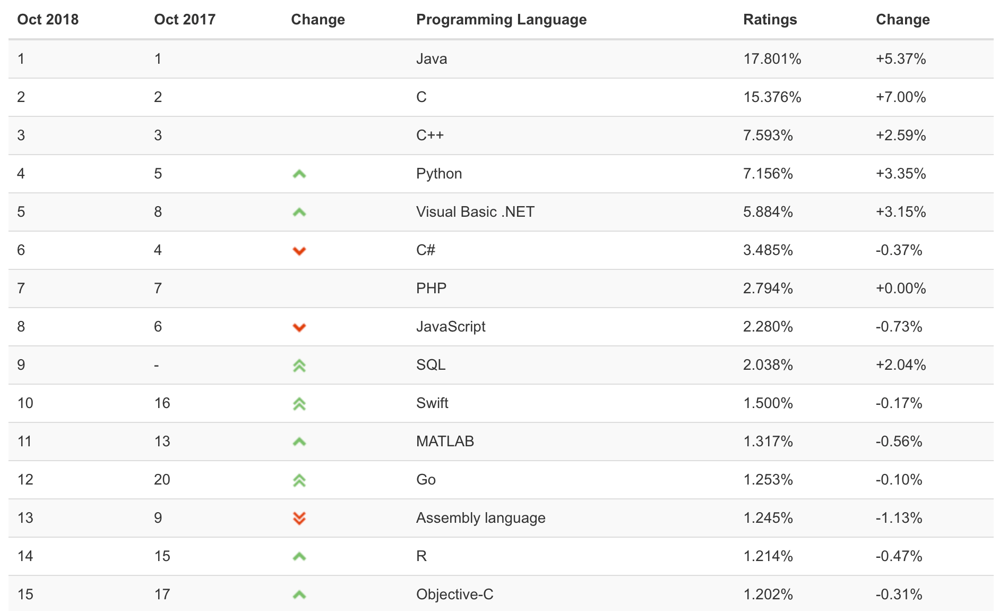 Oct 2018 Oct 2017 Change Programming Language Ratings Change
1 1 Java 17.801% +5.37%
2 2 C 15.376% +7.00%
3 3 C++ 7.593% +2.59%
4 5 Python 7.156% +3.35%
5 8 Visual Basic .NET 5.884% +3.15%
6 4 C# 3.485% -0.37%
7 7 PHP 2.794% +0.00%
8 6 JavaScript 2.280% -0.73%
9 - SQL 2.038% +2.04%
10 16 Swift 1.500% -0.17%
11 13 MATLAB 1.317% -0.56%
12 20 Go 1.253% -0.10%
13 9 Assembly language 1.245% -1.13%
14 15 R 1.214% -0.47%
15 17 Objective-C 1.202% -0.31%